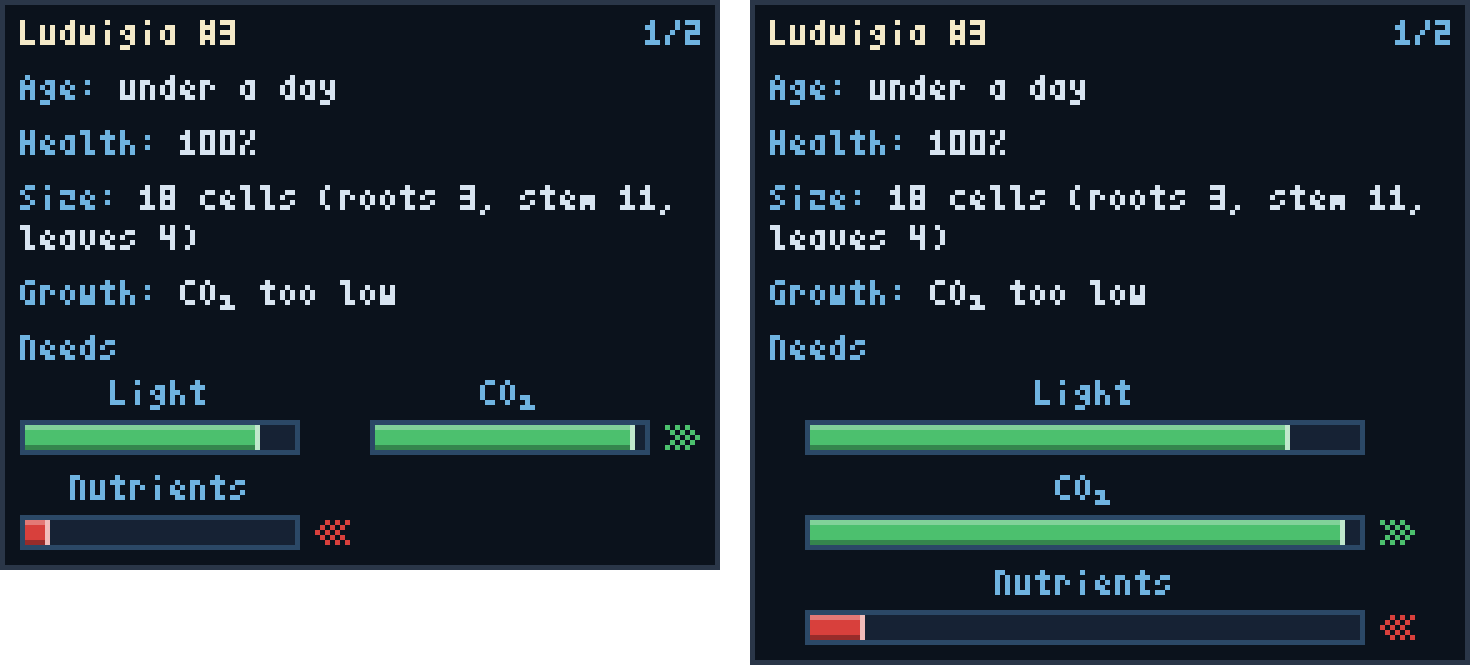 Ludwigia #3 1/2
Age: under a day
Health: 100%
Size: 18 cells (roots 3, stem 11,
leaves 4)
Growth: CO₂ too low
Needs
Light CO₂
Nutrients
Ludwigia #3 1/2
Age: under a day
Health: 100%
Size: 18 cells (roots 3, stem 11,
leaves 4)
Growth: CO₂ too low
Needs
Light
CO₂
Nutrients